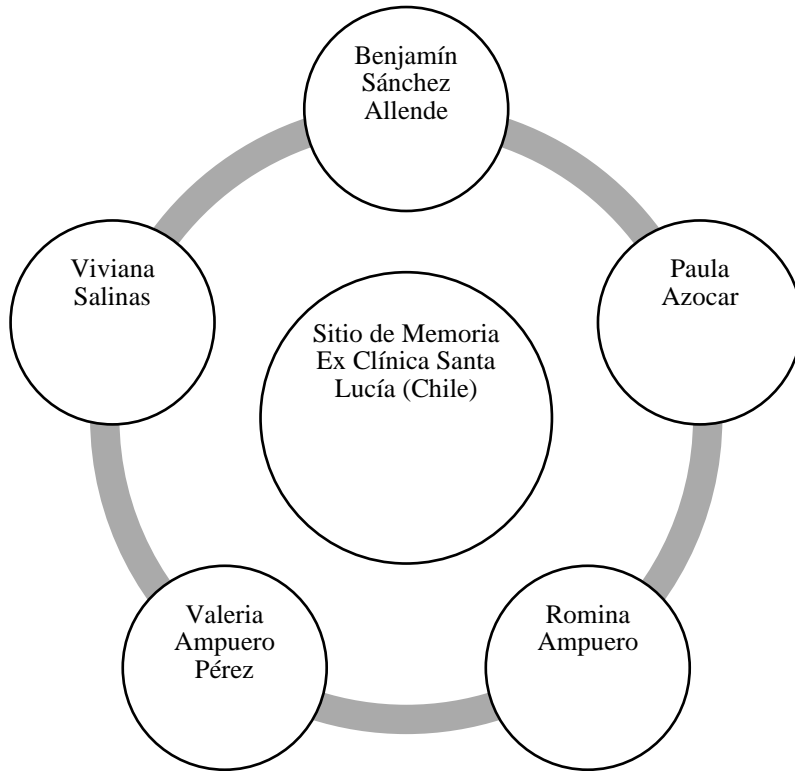 Benjamín
Sánchez
Allende
Viviana
Salinas
Paula
Azocar
Sitio de Memoria
Ex Clínica Santa
Lucía (Chile)
Valeria
Ampuero
Pérez
Romina
Ampuero